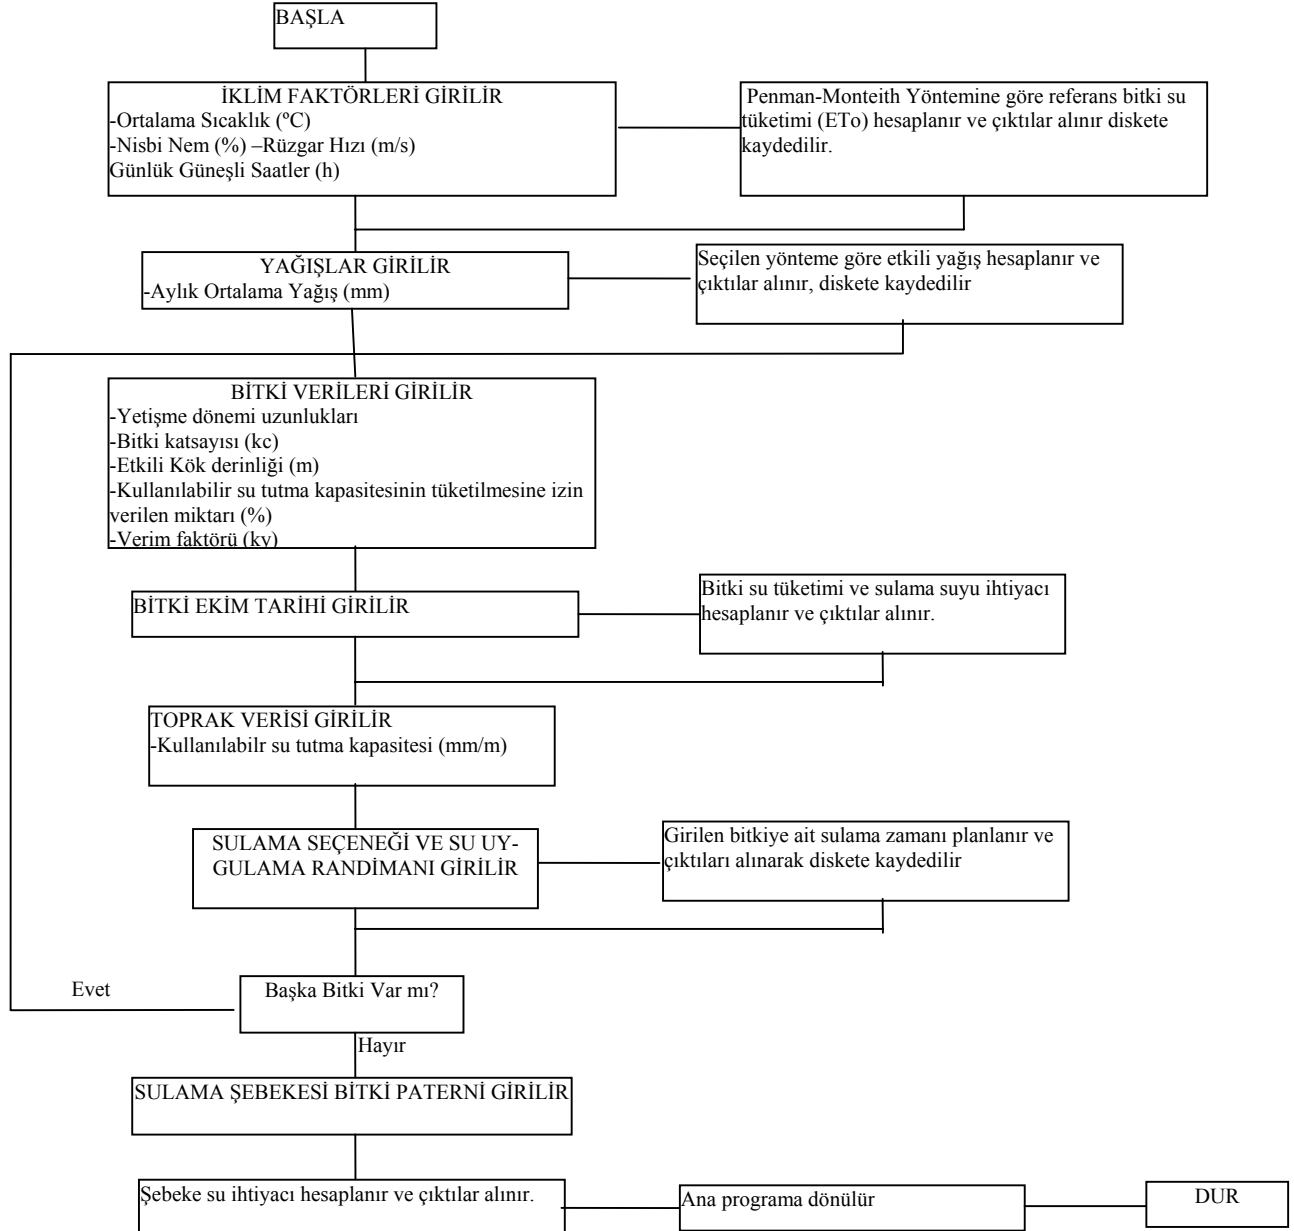 BAŞLA
İKLİM FAKTÖRLERİ GİRİLİR
-Ortalama Sıcaklık (ºC)
-Nisbi Nem (%) –Rüzgar Hızı (m/s)
Günlük Güneşli Saatler (h)
Penman-Monteith Yöntemine göre referans bitki su
tüketimi (ETo) hesaplanır ve çıktılar alınır diskete
kaydedilir.
YAĞIŞLAR GİRİLİR
-Aylık Ortalama Yağış (mm)
Seçilen yönteme göre etkili yağış hesaplanır ve
çıktılar alınır, diskete kaydedilir
BİTKİ VERİLERİ GİRİLİR
-Yetişme dönemi uzunlukları
-Bitki katsayısı (kc)
-Etkili Kök derinliği (m)
-Kullanılabilir su tutma kapasitesinin tüketilmesine izin
verilen miktarı (%)
-Verim faktörü (ky)
BİTKİ EKİM TARİHİ GİRİLİR
Bitki su tüketimi ve sulama suyu ihtiyacı
hesaplanır ve çıktılar alınır.
TOPRAK VERİSİ GİRİLİR
-Kullanılabilr su tutma kapasitesi (mm/m)
SULAMA SEÇENEĞİ VE SU UY-
GULAMA RANDIMANI GİRİLİR
Girilen bitkiye ait sulama zamanı planlanır ve
çıktıları alınarak diskete kaydedilir
Evet
Başka Bitki Var mı?
Hayır
SULAMA ŞEBEKESİ BİTKİ PATERNİ GİRİLİR
Şebeke su ihtiyacı hesaplanır ve çıktılar alınır.
Ana programa dönülür
DUR